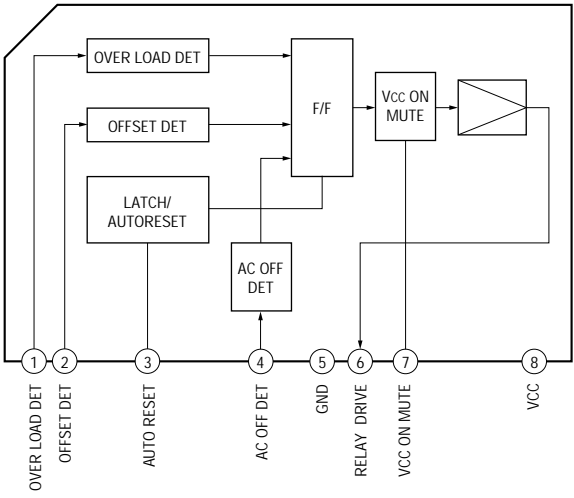 OVER LOAD DET
OFFSET DET
LATCH/
AUTORESET
F/F
VCC ON
MUTE
AC OFF
DET
1
2
3
4
5
6
7
8
OVER LOAD DET
OFFSET DET
AUTO RESET
AC OFF DET
GND
RELAY DRIVE
VCC ON MUTE
VCC